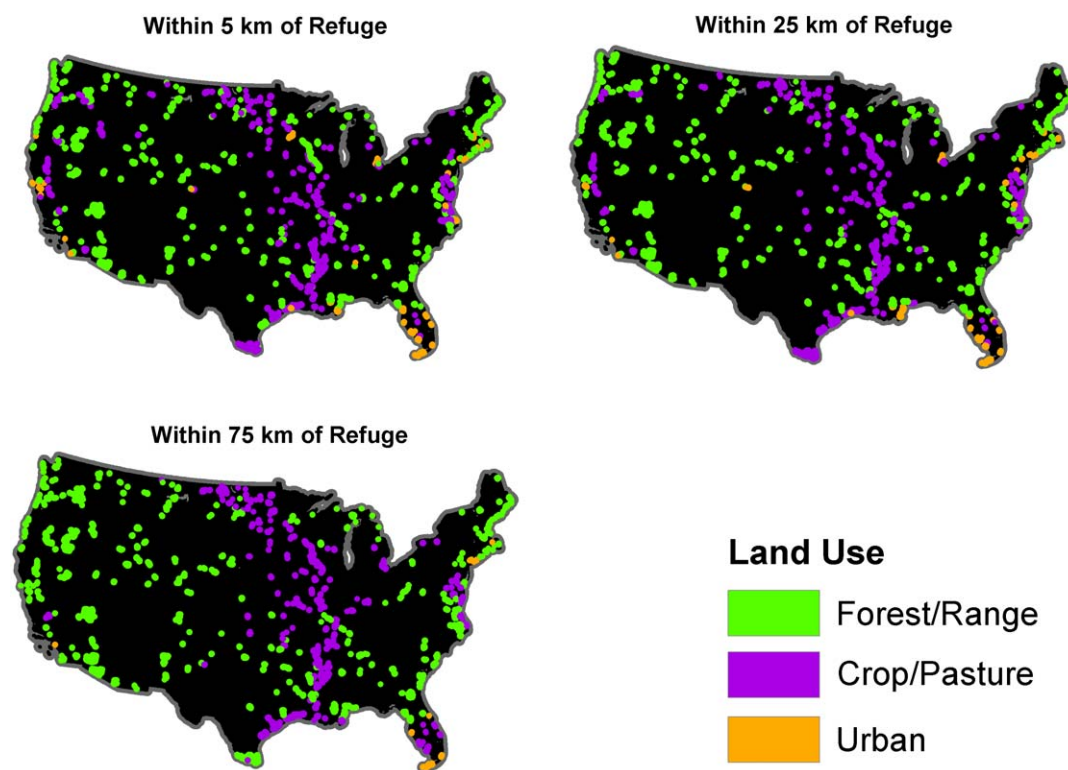 Within 5 km of Refuge
Within 25 km of Refuge
Within 75 km of Refuge
Land Use
Forest/Range
Crop/Pasture
Urban